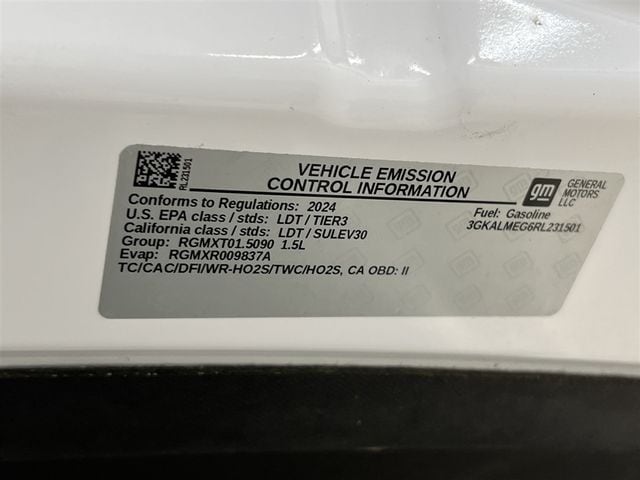 RL231501
VEHICLE EMISSION
CONTROL INFORMATION
gm
GENERAL
MOTORS
LLC
Conforms to Regulations: 2024
U.S. EPA class / stds: LDT / TIER3
California class / stds: LDT / SULEV30
Group: RGMXT01.5090 1.5L
Evap: RGMXR009837A
TC/CAC/DFI/WR-HO2S/TWC/HO2S, CA OBD: II
Fuel: Gasoline
3GKALMEG6RL231501